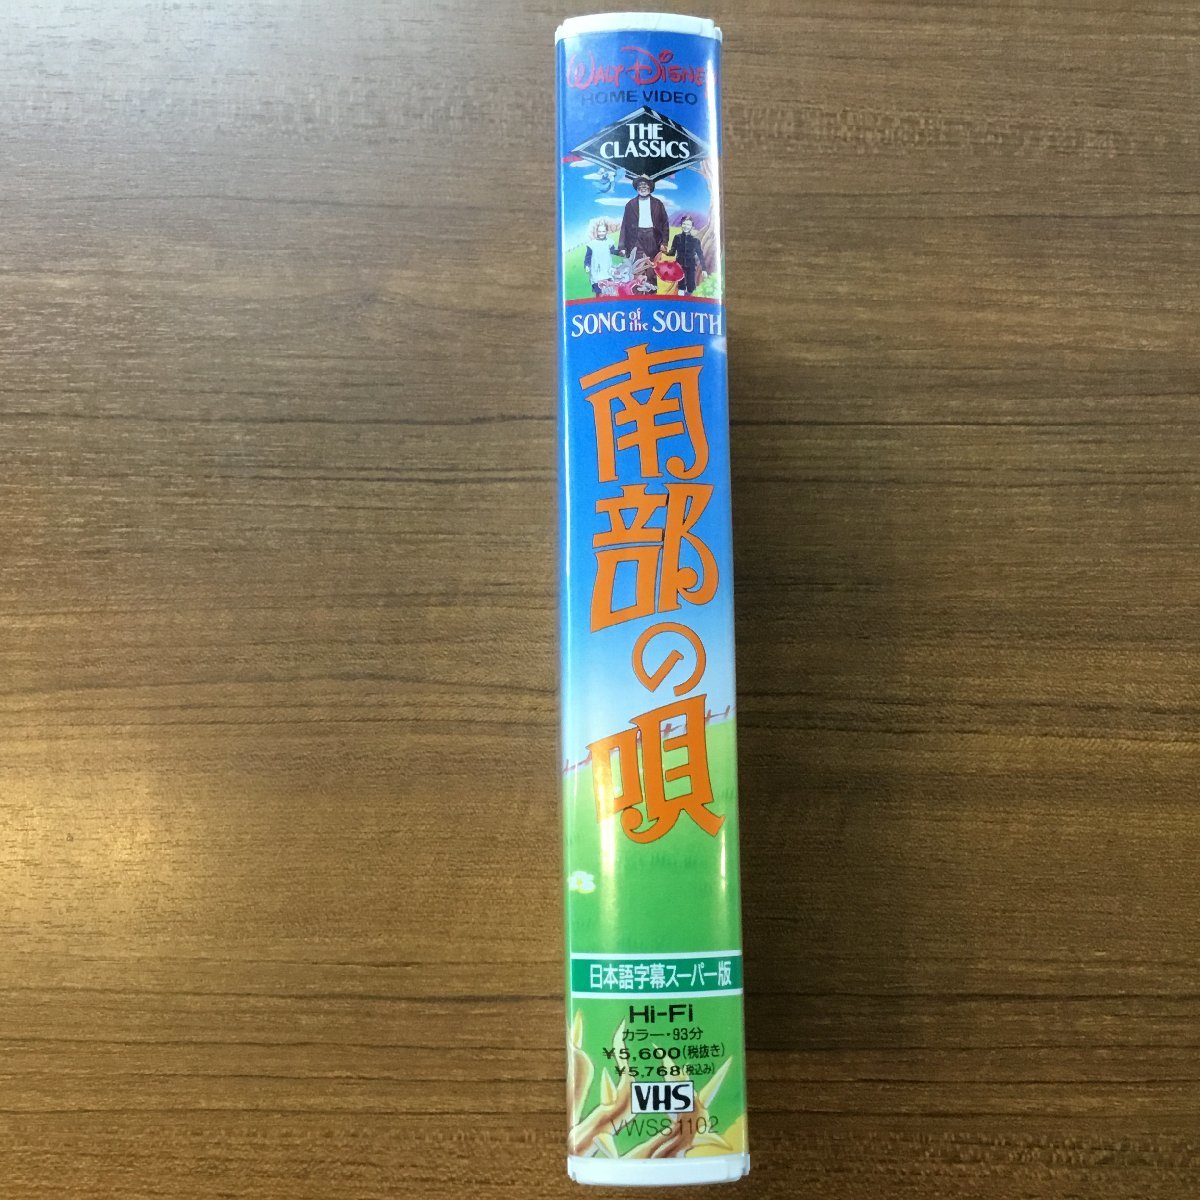 WALT DISNEY
HOME VIDEO
THE
CLASSICS
SONG of the SOUTH
南部の唄
日本語字幕スーパー版
Hi-Fi
カラー・93分
¥5,600(税抜き)
¥5,768(税込み)
VHS
VWSS1102